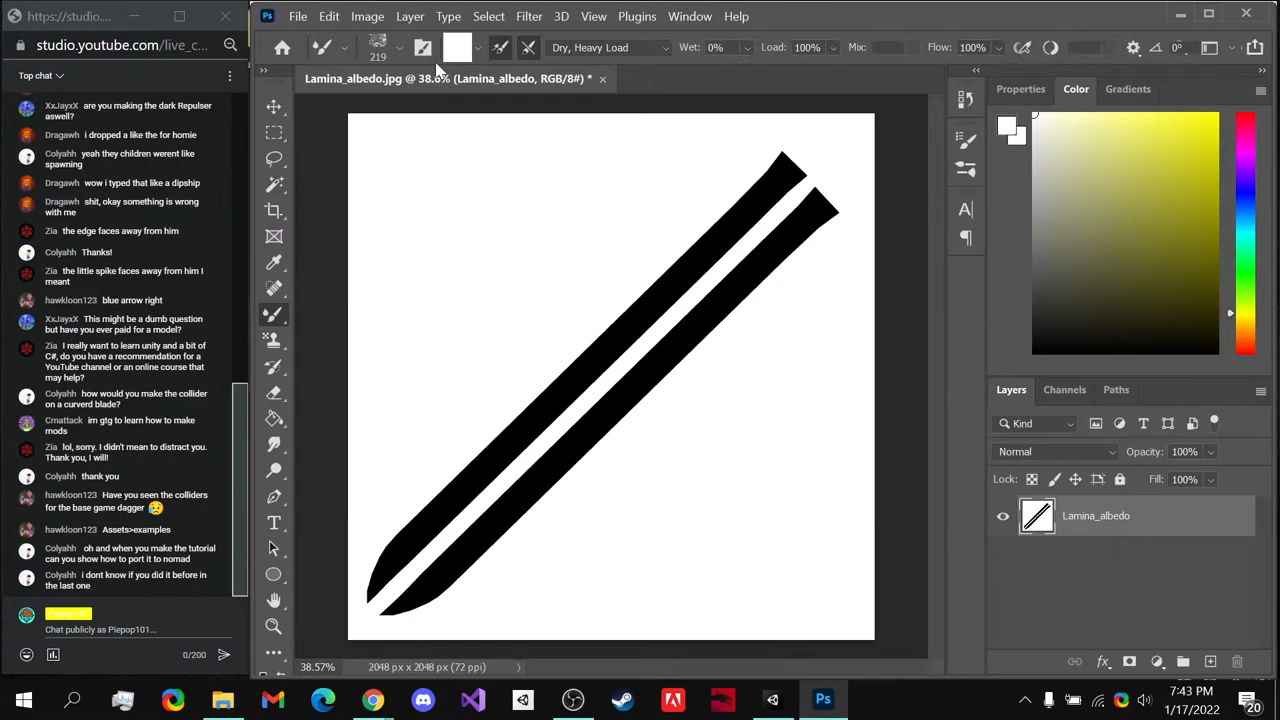 https://studio....
studio.youtube.com/live_c...
Top chat
XxJayxX are you making the dark Repulser
aswell?
Dragawh i dropped a like the for homie
Colyahh yeah they children werent like
spawning
Dragawh wow i typed that like a dipship
Dragawh shit, okay something is wrong
with me
Zia the edge faces away from him
Colyahh Thanks!
Zia the little spike faces away from him I
meant
hawkloon123 blue arrow right
XxJayxX This might be a dumb question
but have you ever paid for a model?
Zia I really want to learn unity and a bit of
C#, do you have a recommendation for a
YouTube channel or an online course that
may help?
Colyahh how would you make the collider
on a curverd blade?
Cmattack im gtg to learn how to make
mods
Zia lol, sorry. I didn't mean to distract you.
Thank you, I will!
Colyahh thank you
hawkloon123 Have you seen the colliders
for the base game dagger 😥
hawkloon123 Assets>examples
Colyahh oh and when you make the tutorial
can you show how to port it to nomad
Colyahh i dont know if you did it before in
the last one
Piepop101
Chat publicly as Piepop101...
0/200
Ps File Edit Image Layer Type Select Filter 3D View Plugins Window Help
219 Dry, Heavy Load Wet: 0% Load: 100% Mix: Flow: 100% 0°
Lamina_albedo.jpg @ 38.6% (Lamina_albedo, RGB/8#) *
Properties Color Gradients
Layers Channels Paths
Kind
Normal Opacity: 100%
Lock: Fill: 100%
Lamina_albedo
38.57% 2048 px x 2048 px (72 ppi)
Ps
7:43 PM
1/17/2022
20